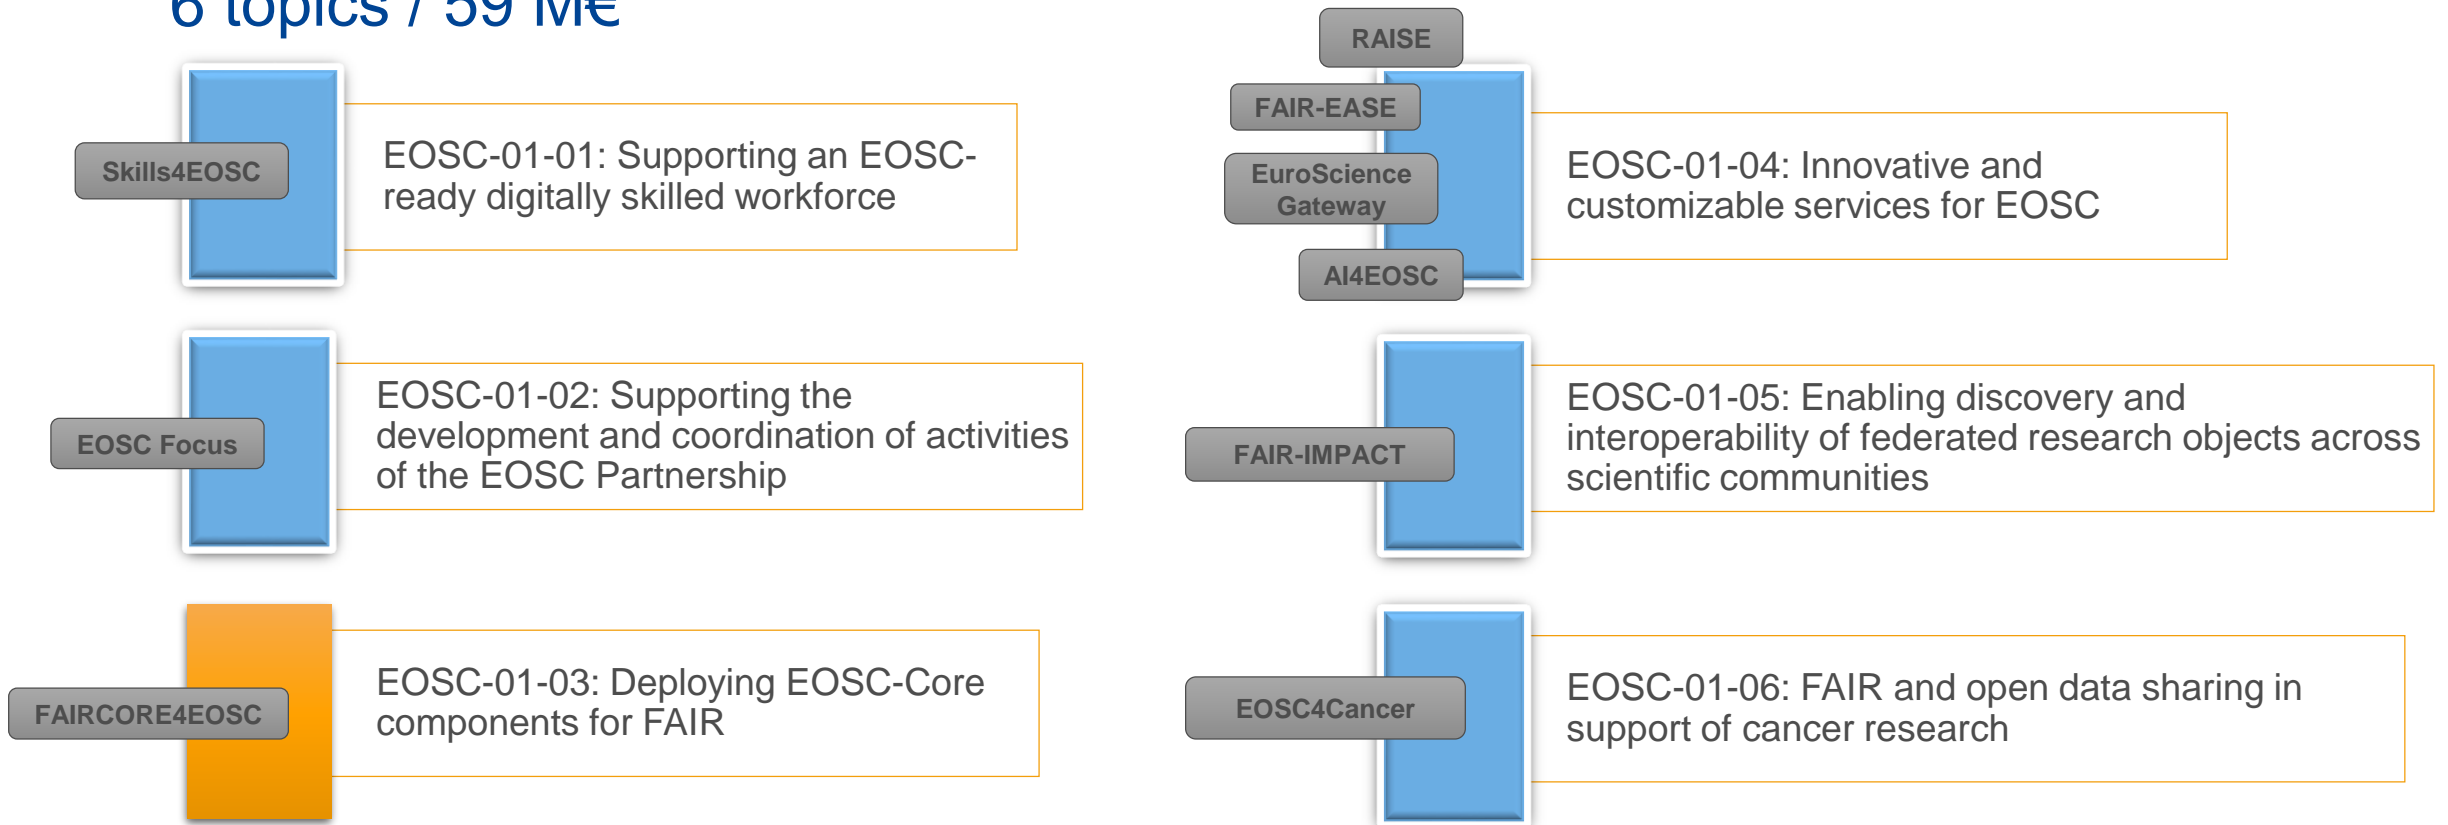 6 topics / 59 M€
Skills4EOSC
EOSC-01-01: Supporting an EOSC-
ready digitally skilled workforce
EOSC Focus
EOSC-01-02: Supporting the
development and coordination of activities
of the EOSC Partnership
FAIRCORE4EOSC
EOSC-01-03: Deploying EOSC-Core
components for FAIR
RAISE
FAIR-EASE
EuroScience
Gateway
AI4EOSC
EOSC-01-04: Innovative and
customizable services for EOSC
FAIR-IMPACT
EOSC-01-05: Enabling discovery and
interoperability of federated research objects across
scientific communities
EOSC4Cancer
EOSC-01-06: FAIR and open data sharing in
support of cancer research